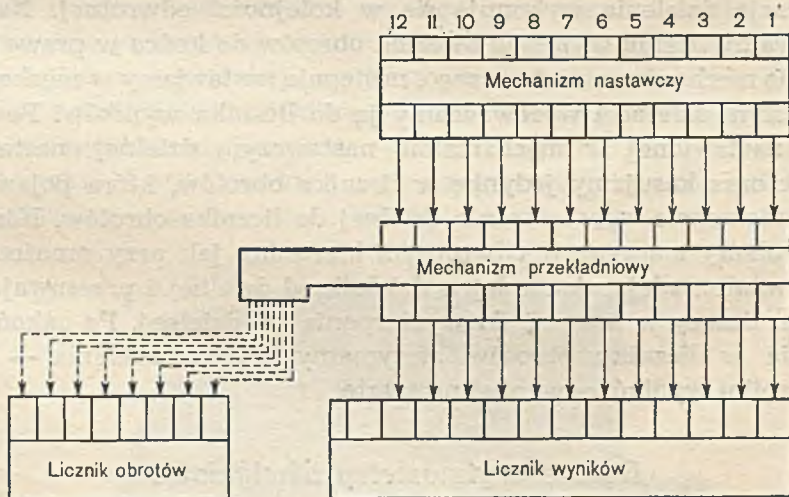 12 11 10 9 8 7 6 5 4 3 2 1
Mechanizm nastawczy
Mechanizm przekładniowy
Licznik obrotów
Licznik wyników